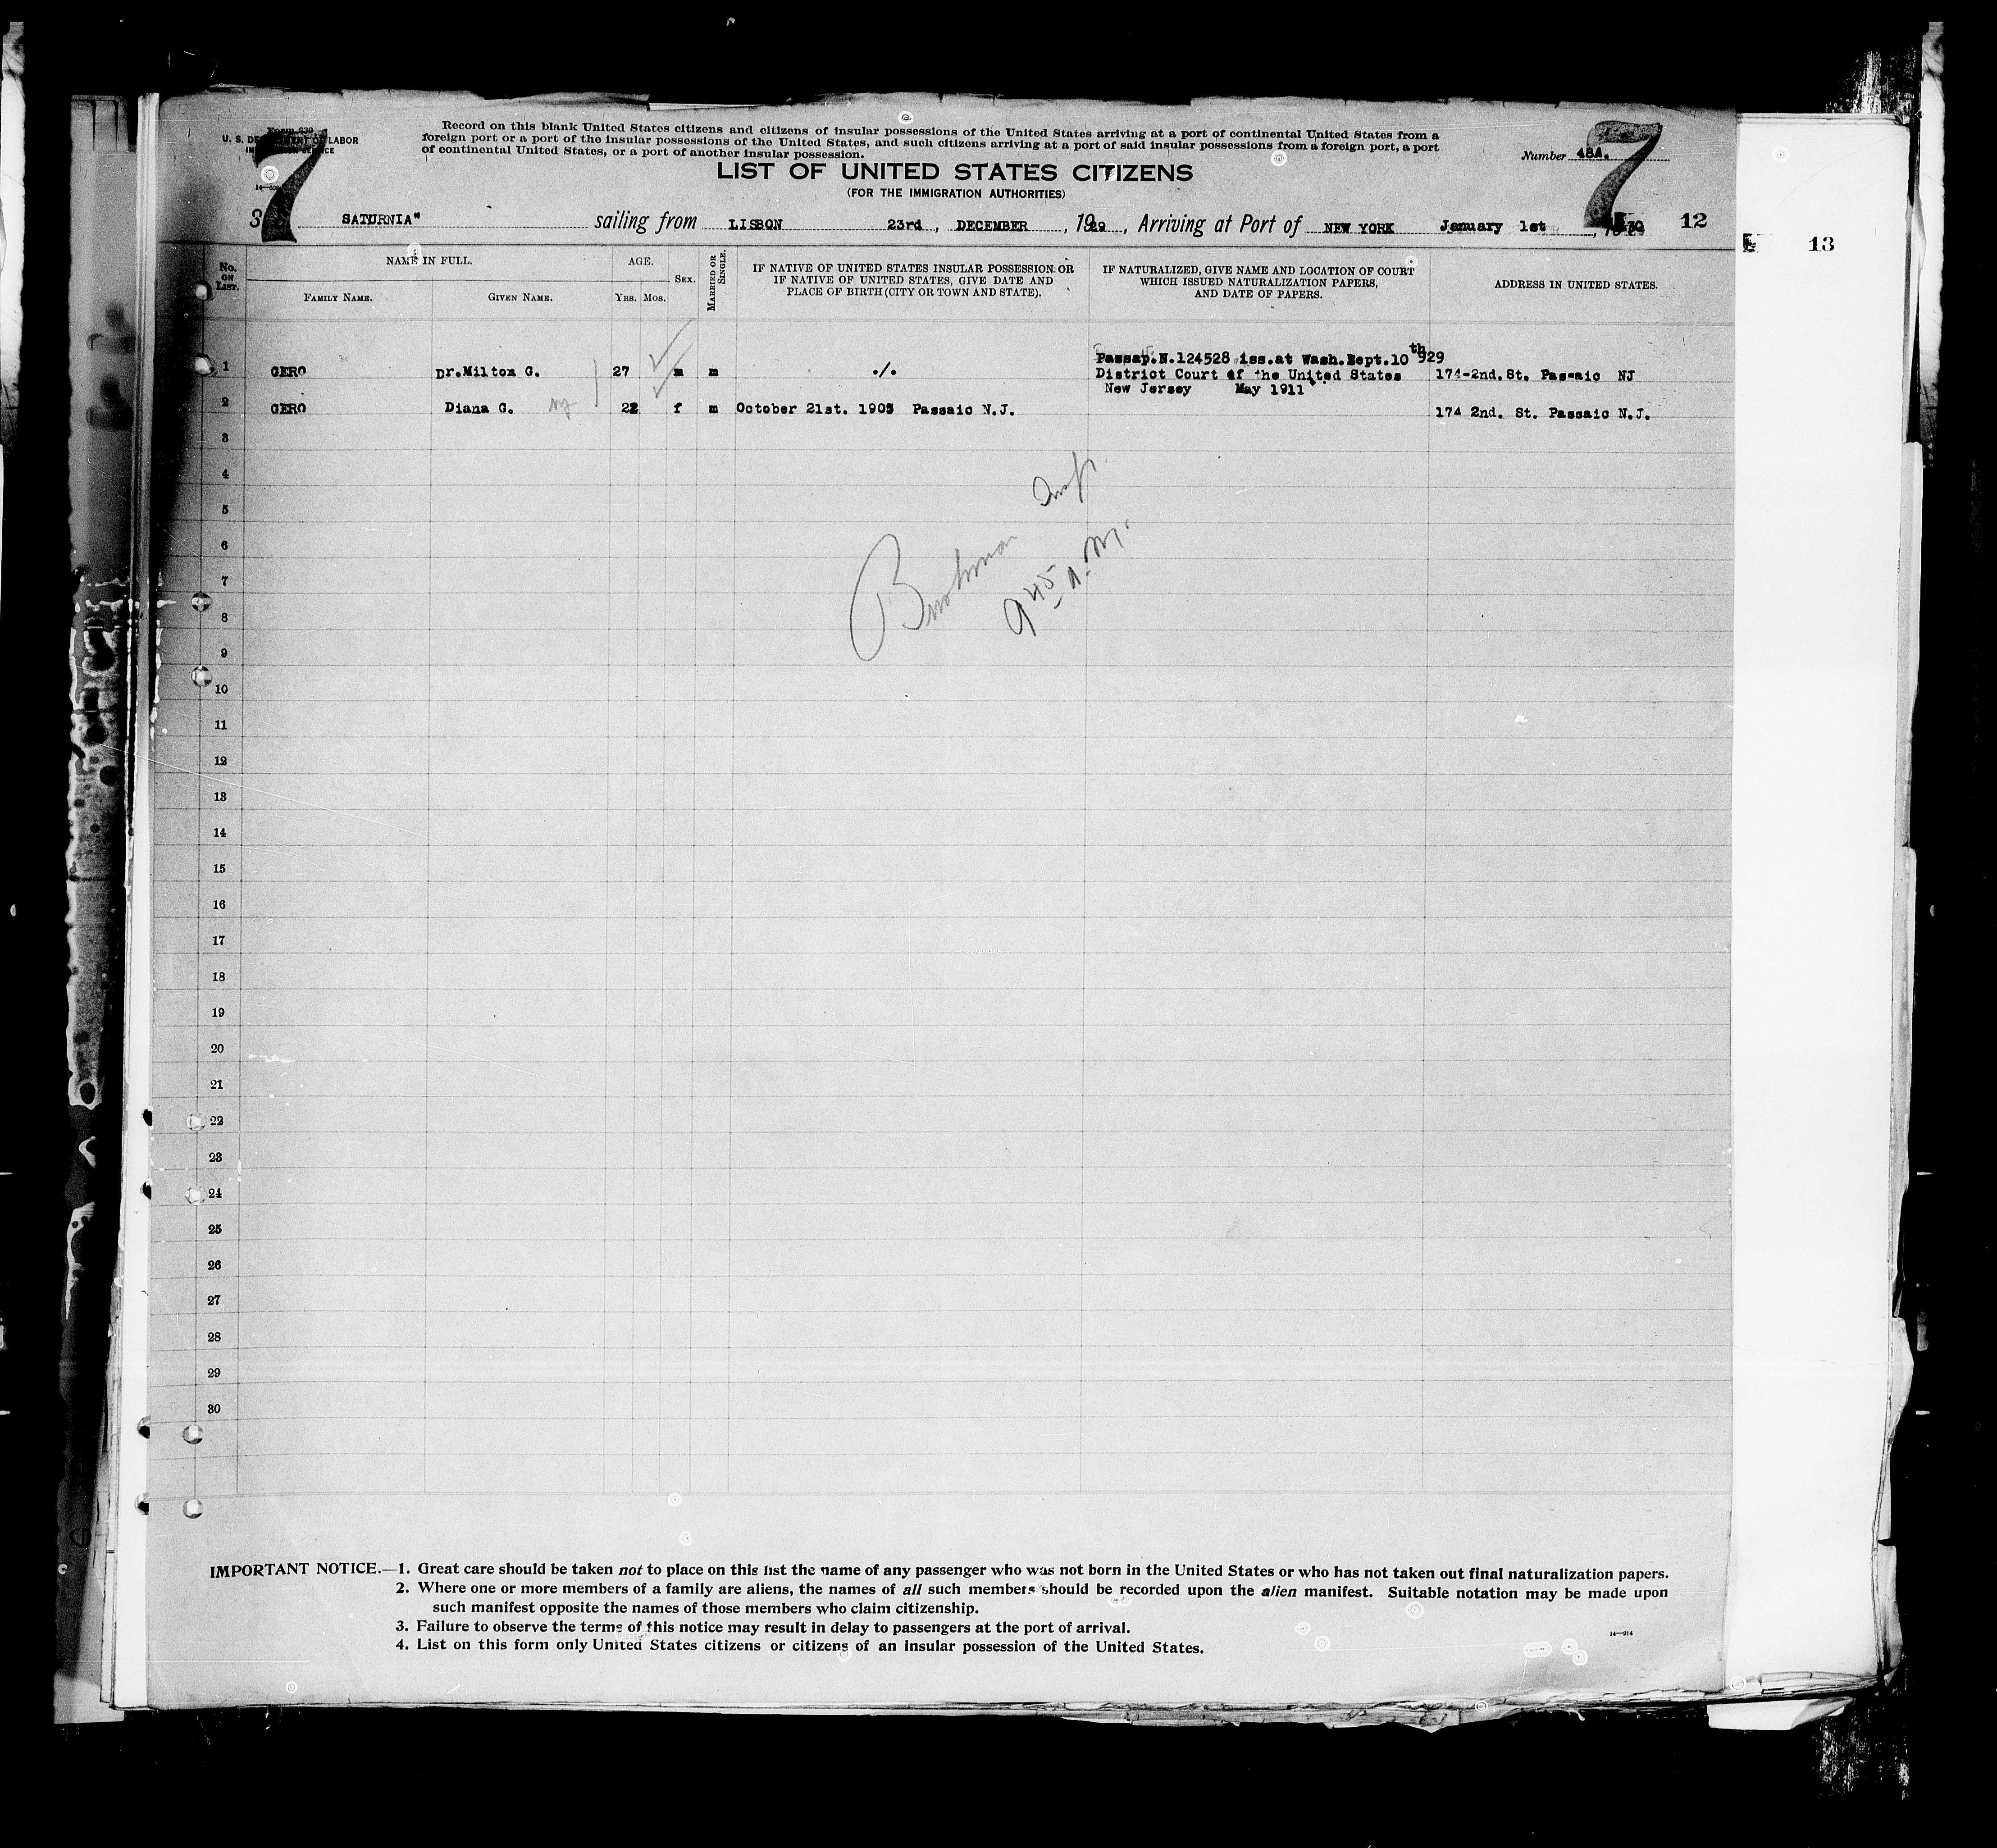 7
7
Form 630
U. S. DEPARTMENT OF LABOR
Record on this blank United States citizens and citizens of insular possessions of the United States arriving at a port of continental United States from a
foreign port or a port of the insular possessions of the United States, and such citizens arriving at a port of said insular possessions from a foreign port, a port
of continental United States, or a port of another insular possession.
Number 48A.
LIST OF UNITED STATES CITIZENS
(FOR THE IMMIGRATION AUTHORITIES)
SATURNIA" sailing from LISBON 23rd, DECEMBER, 1929, Arriving at Port of NEW YORK January 1st 30 12
13
No. ON LIST.
NAME IN FULL.
FAMILY NAME. GIVEN NAME.
AGE.
YRS. MOS.
SEX.
MARRIED OR SINGLE.
IF NATIVE OF UNITED STATES INSULAR POSSESSION OR
IF NATIVE OF UNITED STATES, GIVE DATE AND
PLACE OF BIRTH (CITY OR TOWN AND STATE).
IF NATURALIZED, GIVE NAME AND LOCATION OF COURT
WHICH ISSUED NATURALIZATION PAPERS,
AND DATE OF PAPERS.
ADDRESS IN UNITED STATES.
Passap.N.124528 iss.at Wash.Sept.10th 929
1 GERO Dr.Milton G. 27 m m ./. District Court of the United States 174-2nd.St. Passaic NJ
New Jersey May 1911
2 GERO Diana G. 22 f m October 21st. 1905 Passaic N.J. 174 2nd. St. Passaic N.J.
3
4
Insp.
5
6
9 45 A.M.
7
8
9
10
11
12
13
14
15
16
17
18
19
20
21
22
23
24
25
26
27
28
29
30
IMPORTANT NOTICE.—1. Great care should be taken not to place on this list the name of any passenger who was not born in the United States or who has not taken out final naturalization papers.
2. Where one or more members of a family are aliens, the names of all such members should be recorded upon the alien manifest. Suitable notation may be made upon
such manifest opposite the names of those members who claim citizenship.
3. Failure to observe the terms of this notice may result in delay to passengers at the port of arrival.
4. List on this form only United States citizens or citizens of an insular possession of the United States.
14—214